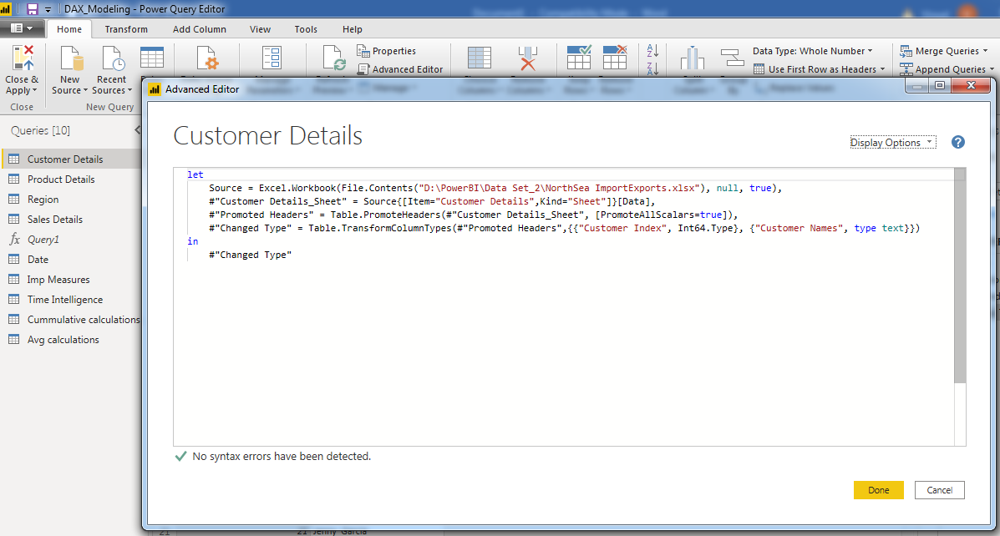 DAX_Modeling - Power Query Editor
Home Transform Add Column View Tools Help
Close & Apply
New Source
Recent Sources
Properties
Advanced Editor
Data Type: Whole Number
Use First Row as Headers
Merge Queries
Append Queries
Close
New Query
Queries [10]
Customer Details
Product Details
Region
Sales Details
Query1
Date
Imp Measures
Time Intelligence
Cummulative calculations
Avg calculations
Advanced Editor
Customer Details
Display Options
?
let
Source = Excel.Workbook(File.Contents("D:\PowerBI\Data Set_2\NorthSea ImportExports.xlsx"), null, true),
#"Customer Details_Sheet" = Source{[Item="Customer Details",Kind="Sheet"]}[Data],
#"Promoted Headers" = Table.PromoteHeaders(#"Customer Details_Sheet", [PromoteAllScalars=true]),
#"Changed Type" = Table.TransformColumnTypes(#"Promoted Headers",{{"Customer Index", Int64.Type}, {"Customer Names", type text}})
in
#"Changed Type"
No syntax errors have been detected.
Done Cancel